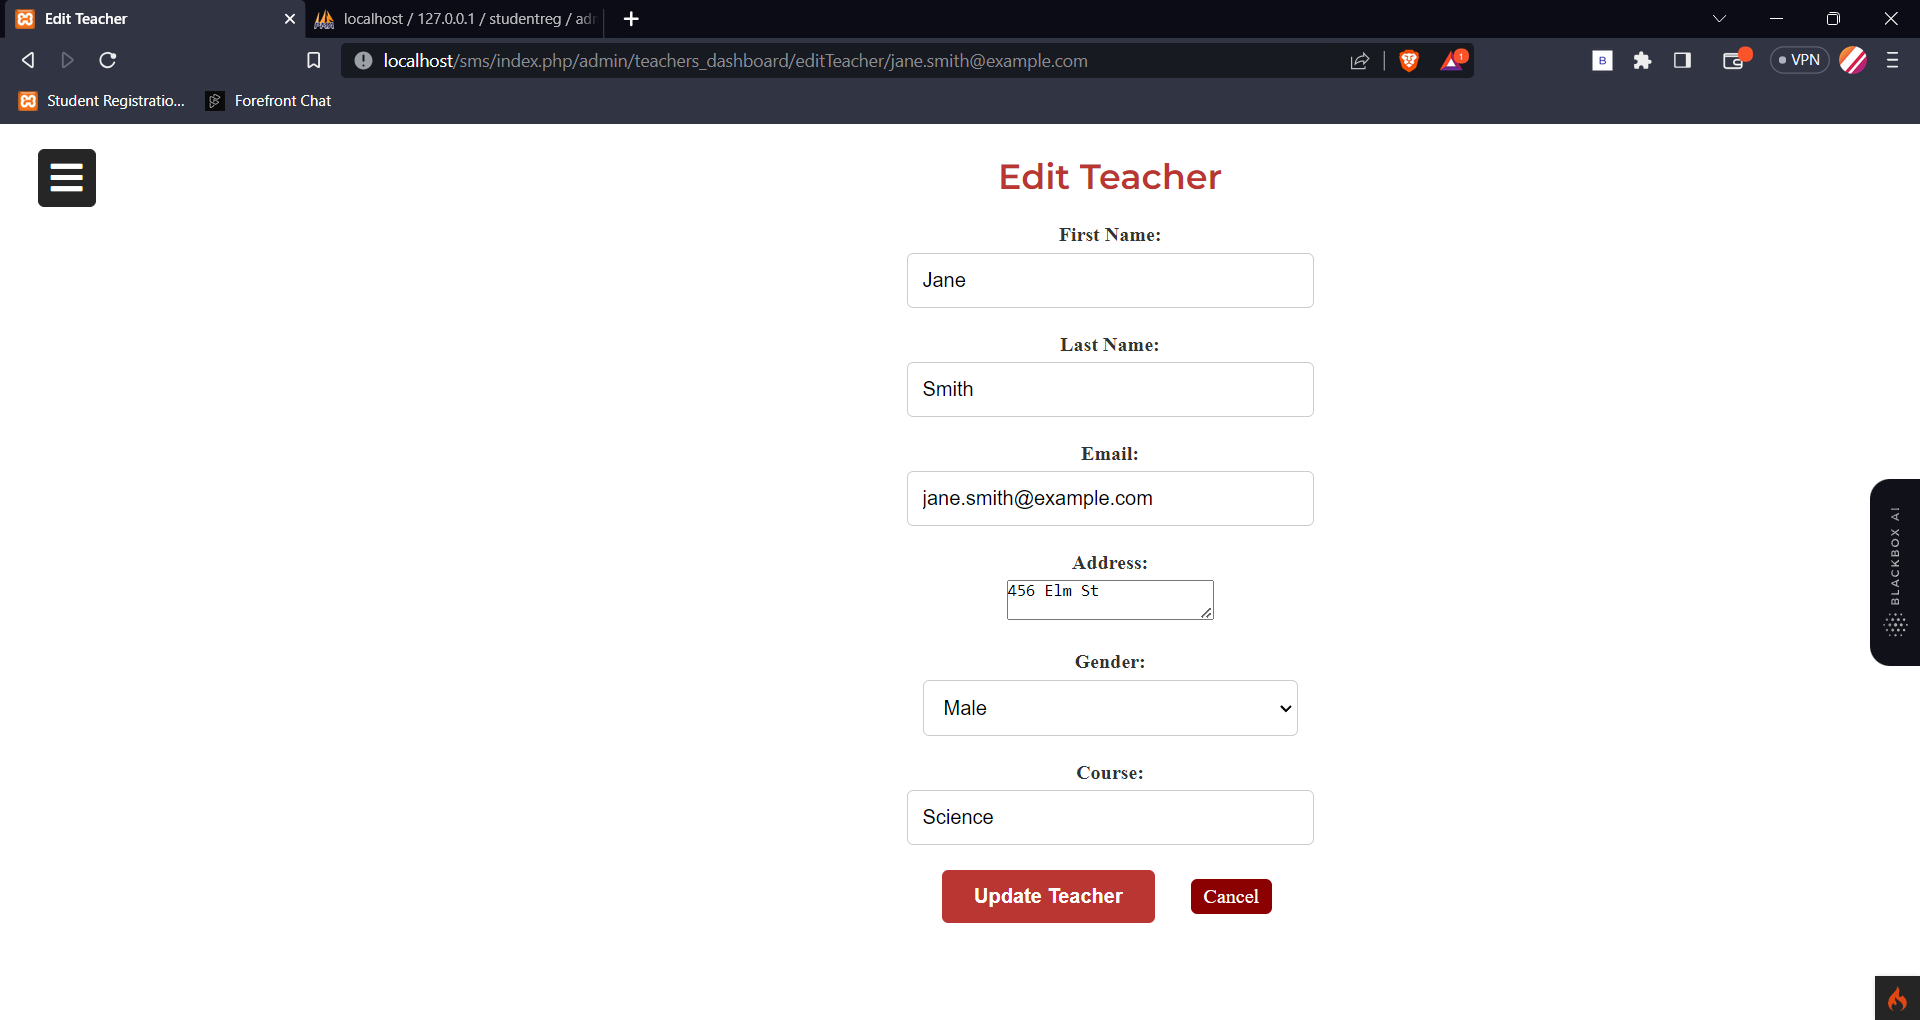 Edit Teacher
localhost / 127.0.0.1 / studentreg / adn
localhost/sms/index.php/admin/teachers_dashboard/editTeacher/jane.smith@example.com
1
B
VPN
Student Registratio...
Forefront Chat
Edit Teacher
First Name:
Jane
Last Name:
Smith
Email:
jane.smith@example.com
Address:
456 Elm St
Gender:
Male
Course:
Science
Update Teacher
Cancel
BLACKBOX AI